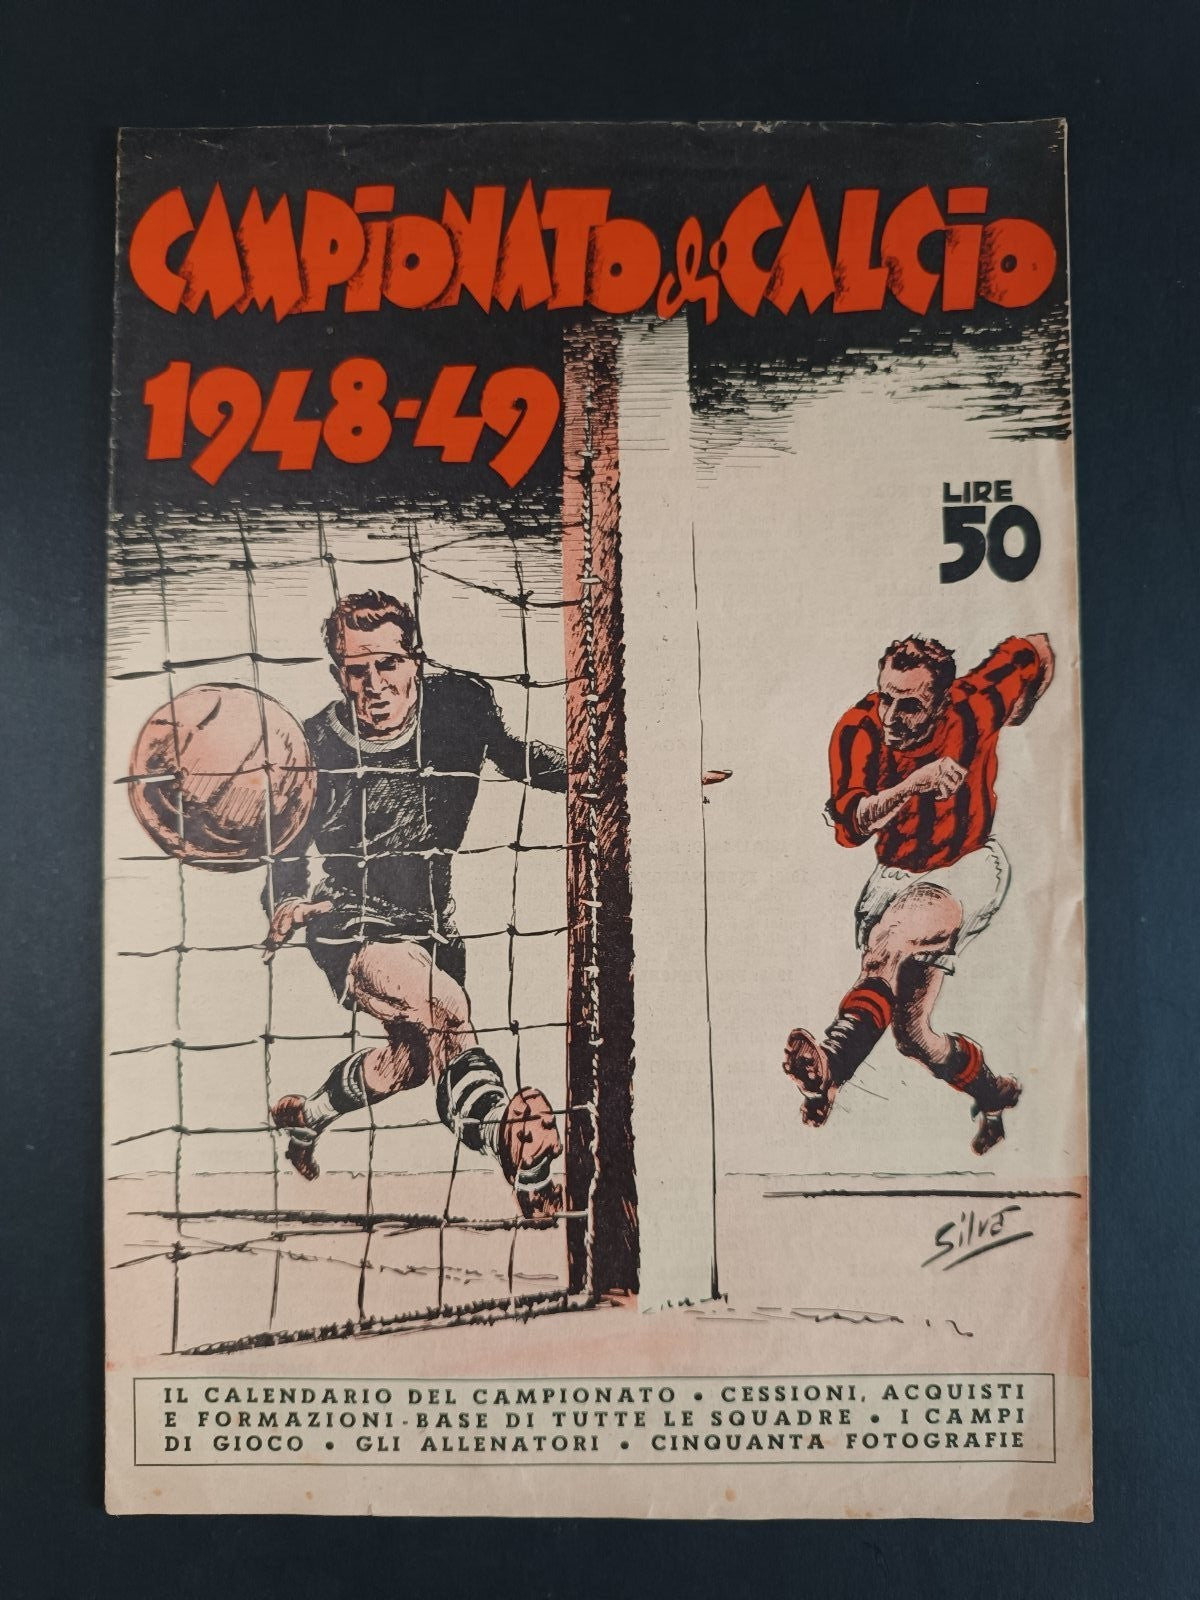 CAMPiONATO di CALCiO
1948-49
LIRE
50
Silva
IL CALENDARIO DEL CAMPIONATO • CESSIONI, ACQUISTI
E FORMAZIONI-BASE DI TUTTE LE SQUADRE • I CAMPI
DI GIOCO • GLI ALLENATORI • CINQUANTA FOTOGRAFIE